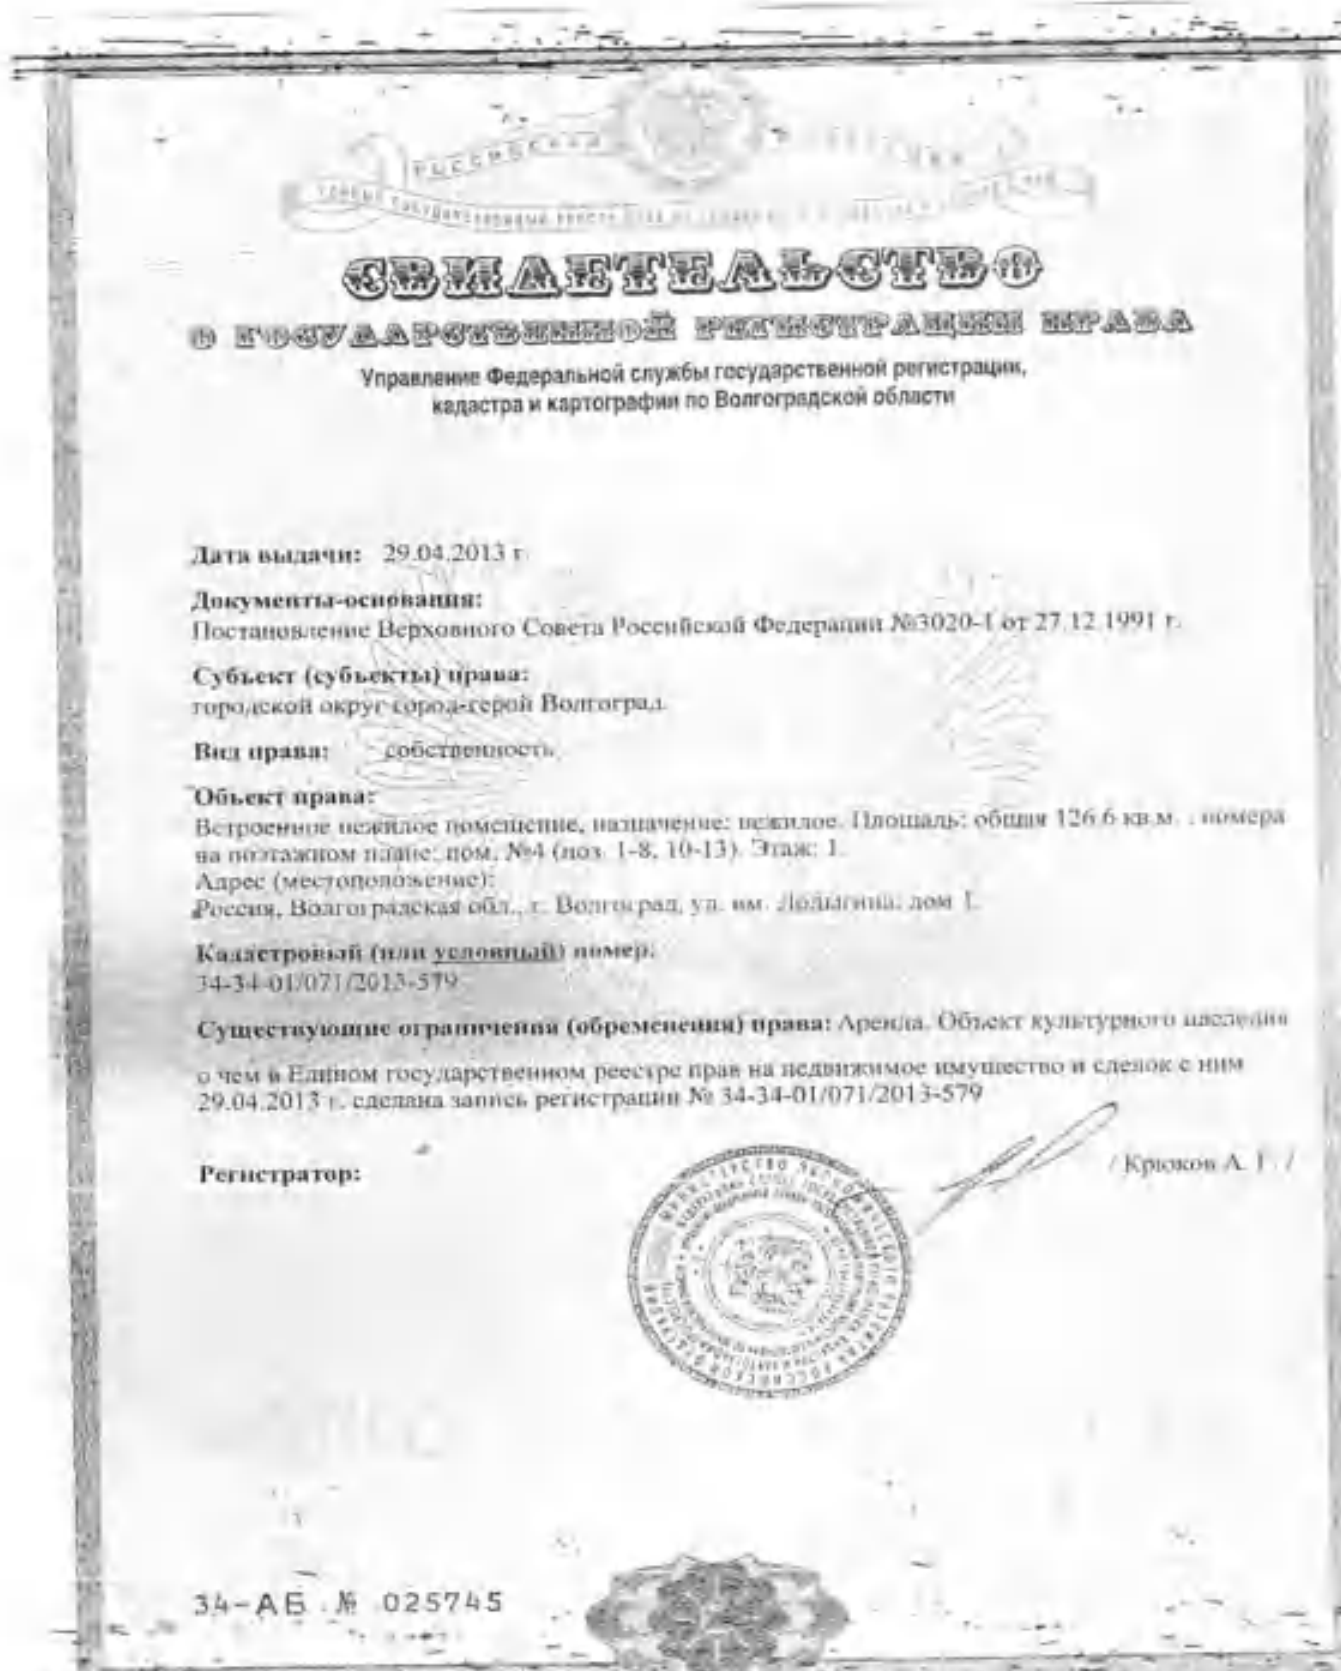 РОССИЙСКАЯ ФЕДЕРАЦИЯ
СВИДЕТЕЛЬСТВО
О ГОСУДАРСТВЕННОЙ РЕГИСТРАЦИИ ПРАВА
Управление Федеральной службы государственной регистрации,
кадастра и картографии по Волгоградской области
Дата выдачи: 29.04.2013 г.
Документы-основания:
Постановление Верховного Совета Российской Федерации №3020-1 от 27.12.1991 г.
Субъект (субъекты) права:
городской округ город-герой Волгоград
Вид права: собственность
Объект права:
Встроенное нежилое помещение, назначение: нежилое. Площадь: общая 126.6 кв.м. , номера
на поэтажном плане: пом. №4 (поз. 1-8, 10-13). Этаж: 1.
Адрес (местоположение):
Россия, Волгоградская обл., г. Волгоград, ул. им. Лодыгина, дом 1.
Кадастровый (или условный) номер:
34-34-01/071/2013-579
Существующие ограничения (обременения) права: Аренда. Объект культурного наследия
о чем в Едином государственном реестре прав на недвижимое имущество и сделок с ним
29.04.2013 г. сделана запись регистрации № 34-34-01/071/2013-579
Регистратор:
/ Крюков А. Г. /
34-АБ № 025745